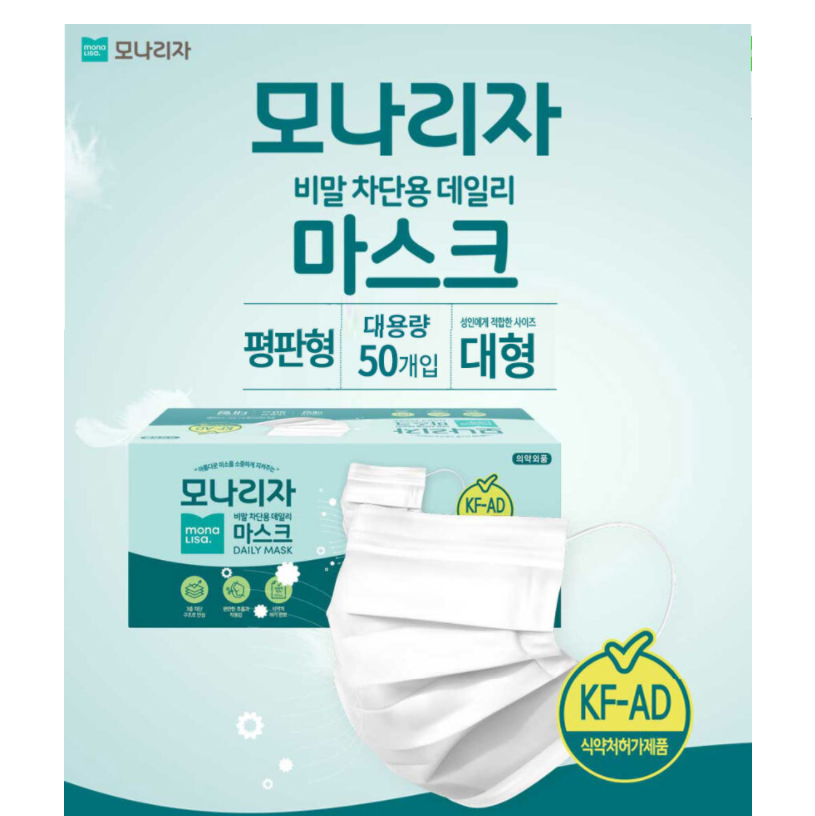 mona
LISA.
모나리자
모나리자
비말 차단용 데일리
마스크
평판형
대용량
50개입
성인에게 적합한 사이즈
대형
KF-AD
의약외품
모나리자
mona
LISA.
비말 차단용 데일리
마스크
DAILY MASK
KF-AD
KF-AD
식약처허가제품